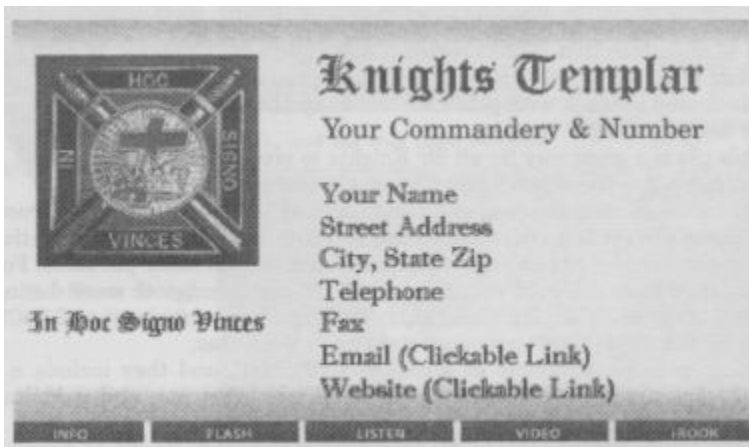 HOC
IN
SIGNO
VINCES
In Hoc Signo Vinces
Knights Templar
Your Commandery & Number
Your Name
Street Address
City, State Zip
Telephone
Fax
Email (Clickable Link)
Website (Clickable Link)
INFO
FLASH
LISTEN
VIDEO